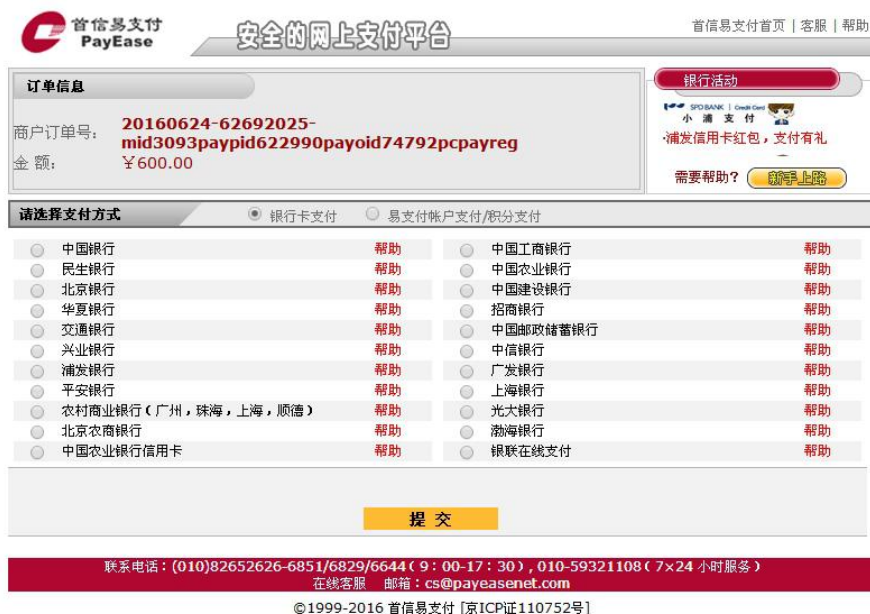 首信易支付
PayEase
安全的网上支付平台
首信易支付首页 | 客服 | 帮助
订单信息
商户订单号:
20160624-62692025-
mid3093paypid622990payoid74792pcpayreg
金 额:
￥600.00
银行活动
SPD BANK | Credit Card
小 浦 支 付
·浦发信用卡红包，支付有礼
需要帮助? 新手上路
请选择支付方式 银行卡支付 易支付帐户支付/积分支付
中国银行 帮助 中国工商银行 帮助
民生银行 帮助 中国农业银行 帮助
北京银行 帮助 中国建设银行 帮助
华夏银行 帮助 招商银行 帮助
交通银行 帮助 中国邮政储蓄银行 帮助
兴业银行 帮助 中信银行 帮助
浦发银行 帮助 广发银行 帮助
平安银行 帮助 上海银行 帮助
农村商业银行(广州，珠海，上海，顺德) 帮助 光大银行 帮助
北京农商银行 帮助 渤海银行 帮助
中国农业银行信用卡 帮助 银联在线支付 帮助
提 交
联系电话：(010)82652626-6851/6829/6644(9：00-17：30)，010-59321108(7×24 小时服务)
在线客服 邮箱：cs@payeasenet.com
©1999-2016 首信易支付 [京ICP证110752号]